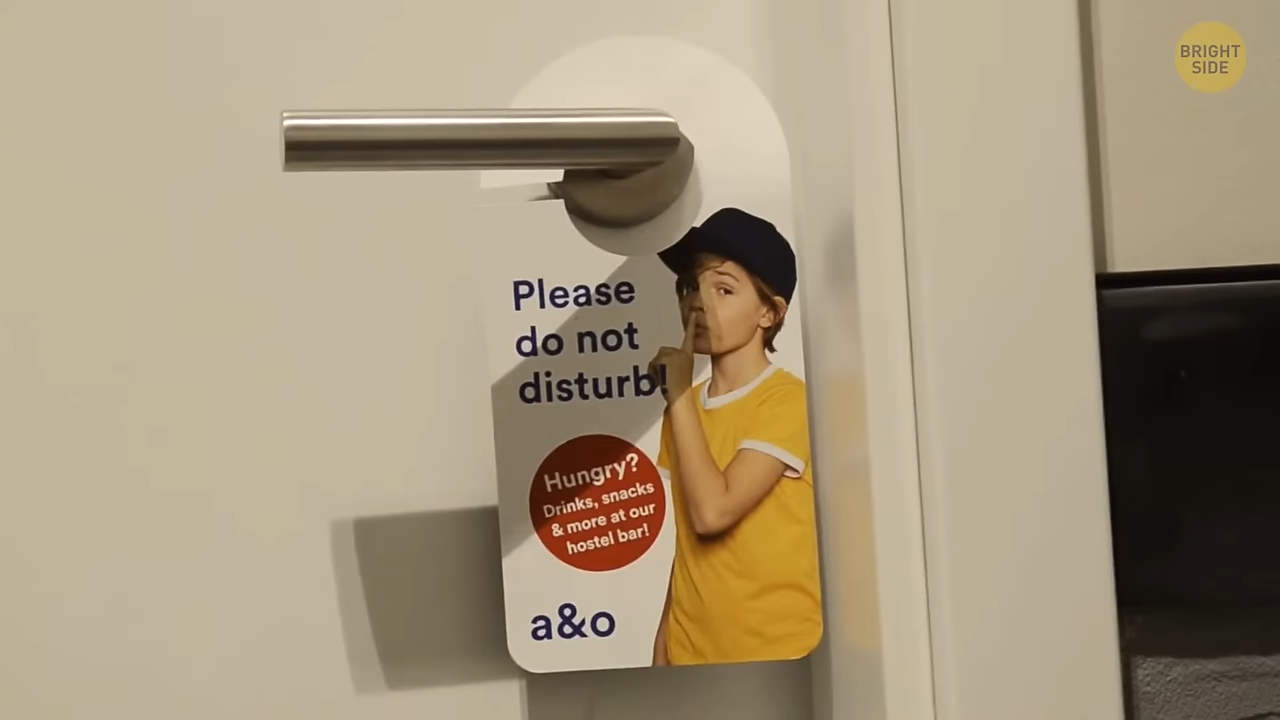 BRIGHT
SIDE
Please
do not
disturb!
Hungry?
Drinks, snacks
& more at our
hostel bar!
a&o